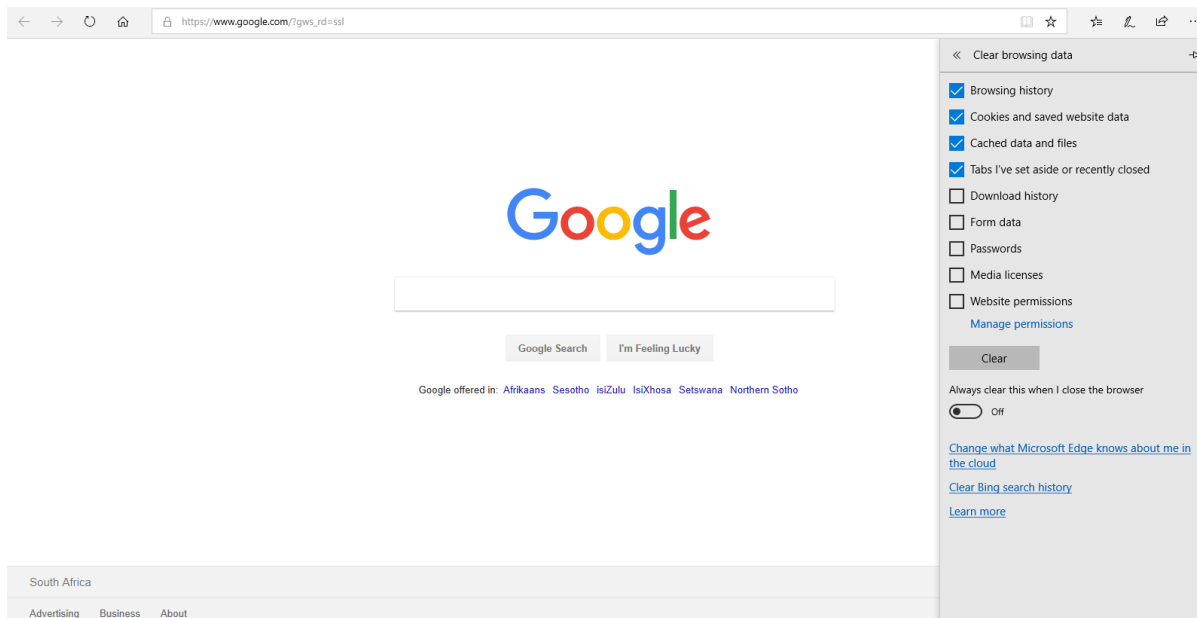 https://www.google.com/?gws_rd=ssl
Clear browsing data
Browsing history
Cookies and saved website data
Cached data and files
Tabs I've set aside or recently closed
Download history
Form data
Passwords
Media licenses
Website permissions
Manage permissions
Clear
Always clear this when I close the browser
Off
Change what Microsoft Edge knows about me in
the cloud
Clear Bing search history
Learn more
Google
Google Search I'm Feeling Lucky
Google offered in: Afrikaans Sesotho isiZulu IsiXhosa Setswana Northern Sotho
South Africa
Advertising Business About